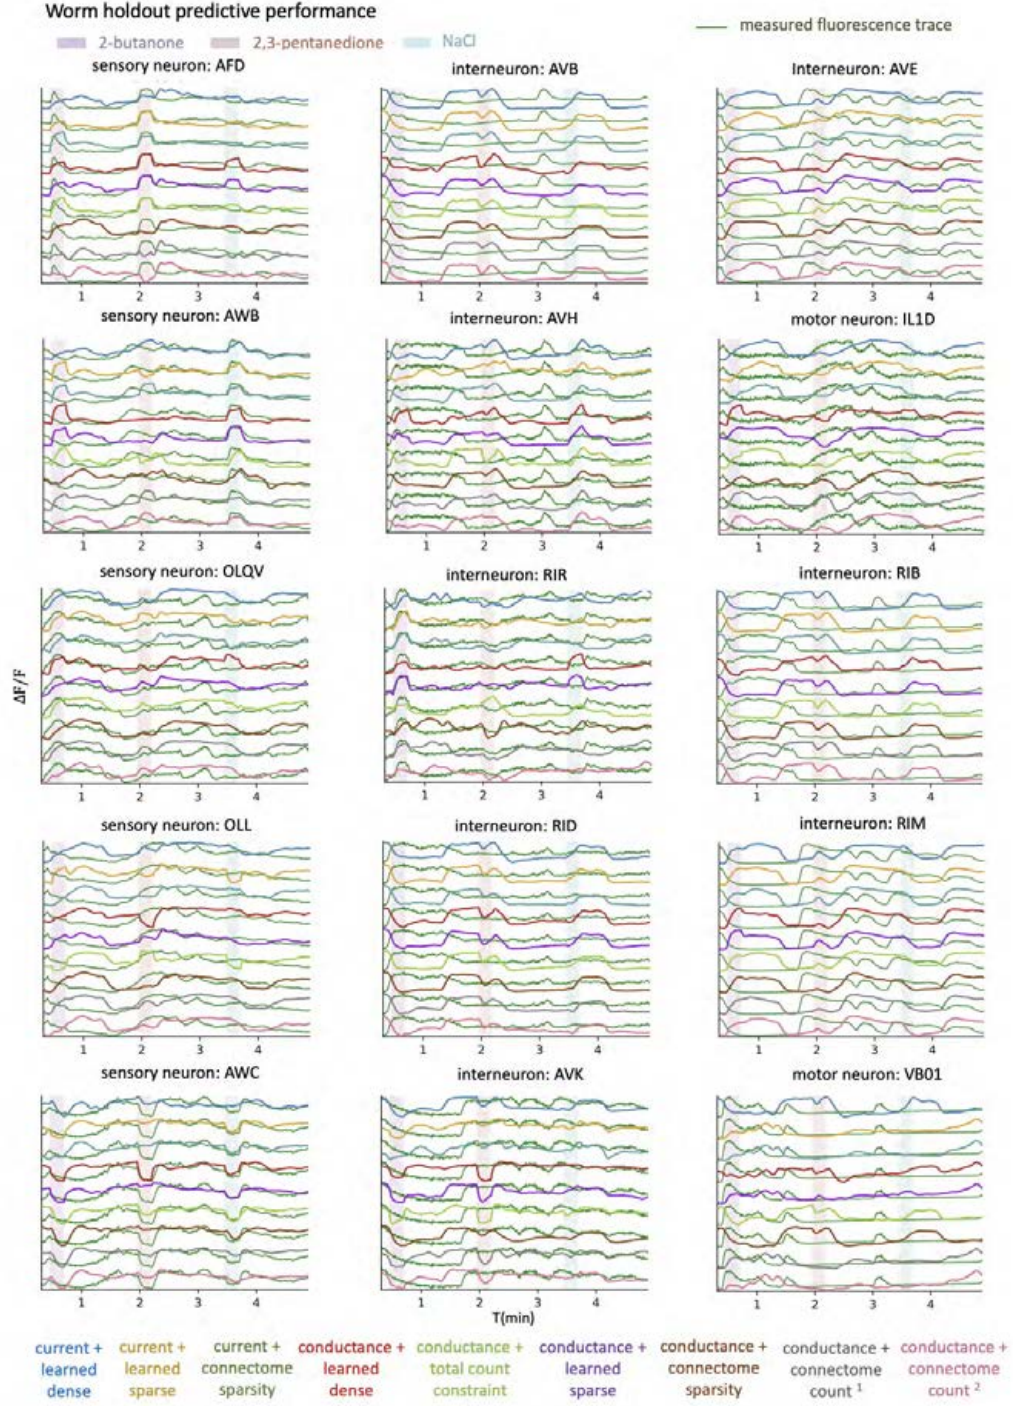 Worm holdout predictive performance
2-butanone 2,3-pentanedione NaCl measured fluorescence trace
sensory neuron: AFD interneuron: AVB Interneuron: AVE
1 2 3 4 1 2 3 4 1 2 3 4
sensory neuron: AWB interneuron: AVH motor neuron: IL1D
1 2 3 4 1 2 3 4 1 2 3 4
sensory neuron: OLQV interneuron: RIR interneuron: RIB
ΔF/F
1 2 3 4 1 2 3 4 1 2 3 4
sensory neuron: OLL interneuron: RID interneuron: RIM
1 2 3 4 1 2 3 4 1 2 3 4
sensory neuron: AWC interneuron: AVK motor neuron: VB01
1 2 3 4 1 2 3 4 1 2 3 4
T(min)
current + current + current + conductance + conductance + conductance + conductance + conductance + conductance +
learned learned connectome learned total count learned connectome connectome connectome
dense sparse sparsity dense constraint sparse sparsity count 1 count 2